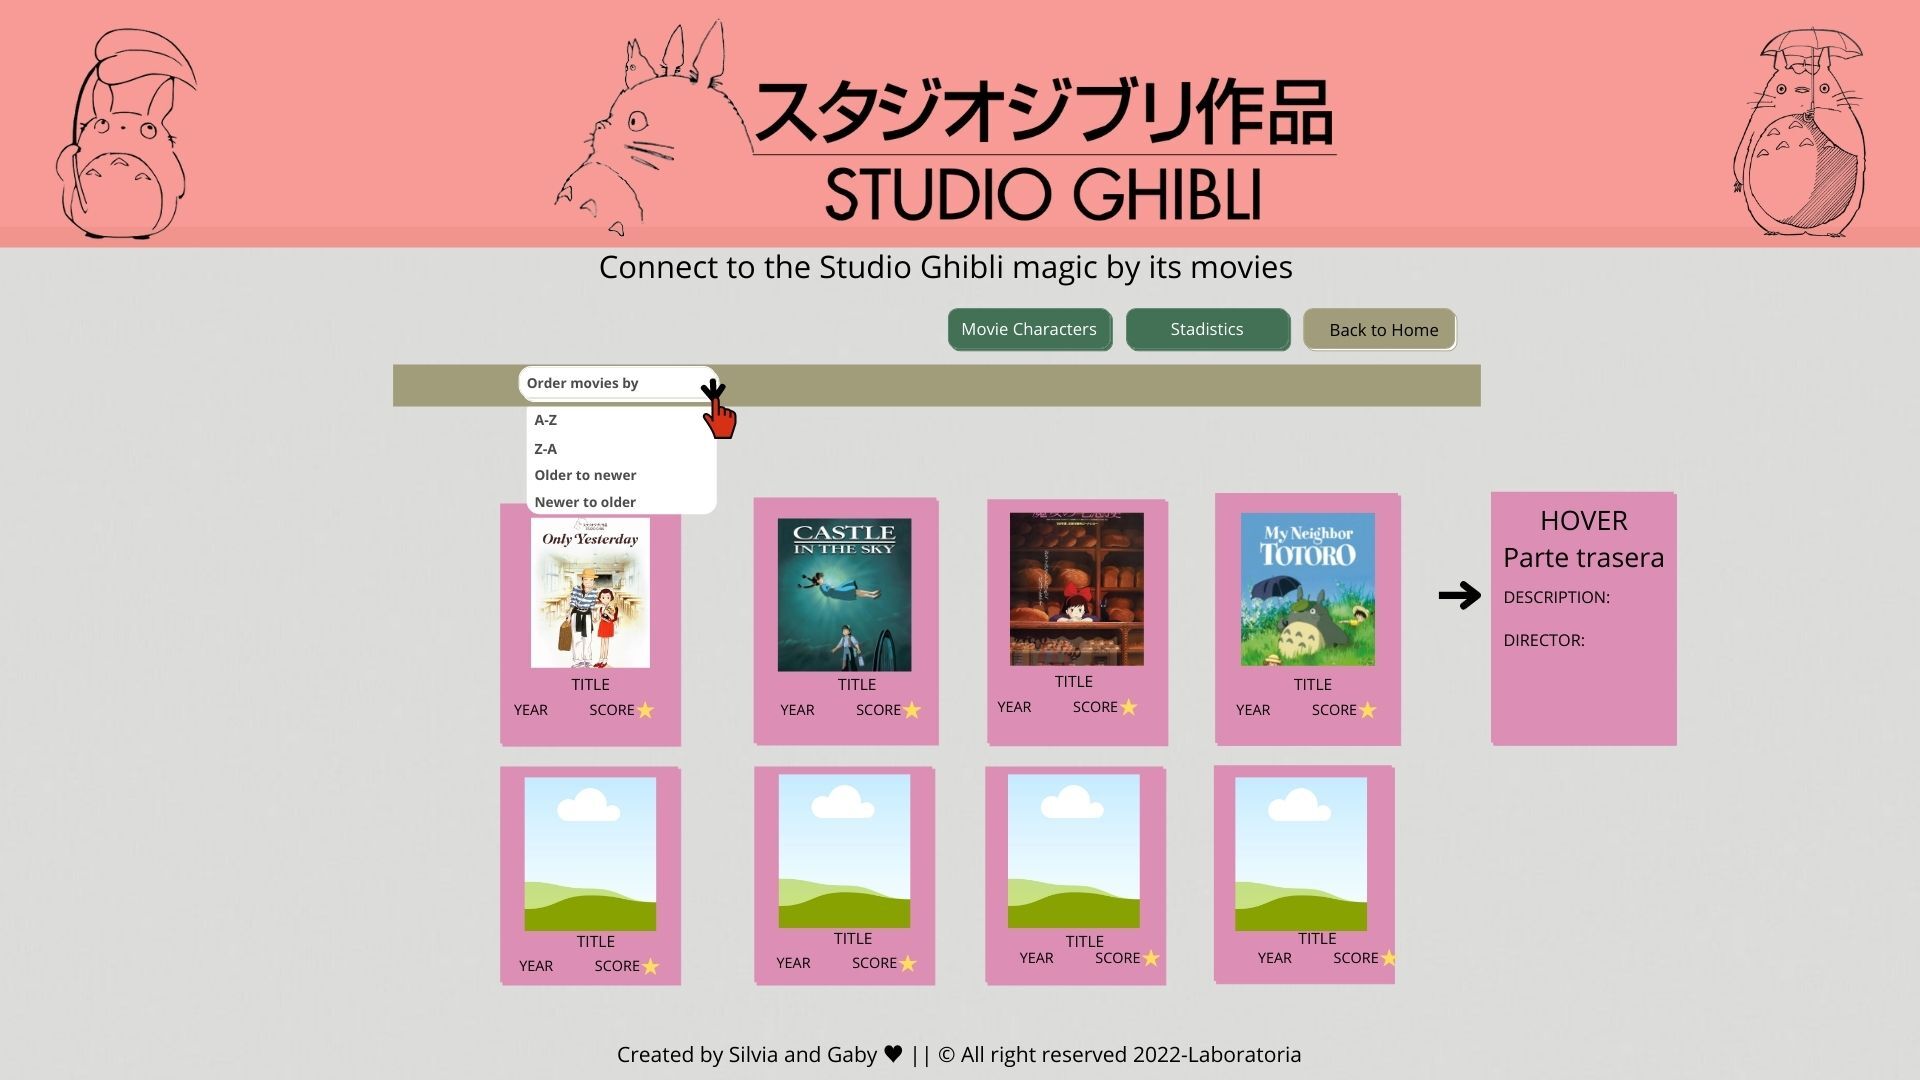 スタジオジブリ作品
STUDIO GHIBLI
Connect to the Studio Ghibli magic by its movies
Movie Characters
Stadistics
Back to Home
Order movies by
A-Z
Z-A
Older to newer
Newer to older
Only Yesterday
TITLE
YEAR SCORE
CASTLE
IN THE SKY
TITLE
YEAR SCORE
TITLE
YEAR SCORE
My Neighbor
TOTORO
TITLE
YEAR SCORE
HOVER
Parte trasera
DESCRIPTION:
DIRECTOR:
TITLE
YEAR SCORE
TITLE
YEAR SCORE
TITLE
YEAR SCORE
TITLE
YEAR SCORE
Created by Silvia and Gaby ♥ || © All right reserved 2022-Laboratoria